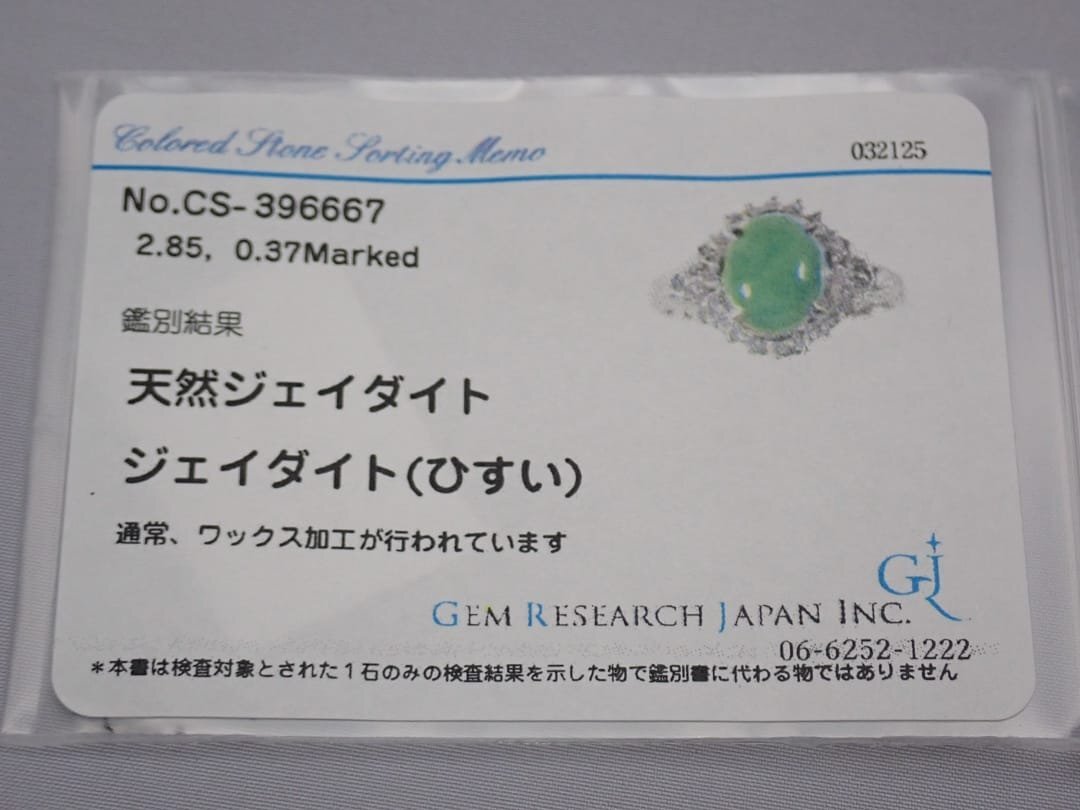 Colored Stone Sorting Memo
032125
No.CS-396667
2.85, 0.37Marked
鑑別結果
天然ジェイダイト
ジェイダイト(ひすい)
通常、ワックス加工が行われています
GJR
GEM RESEARCH JAPAN INC.
06-6252-1222
*本書は検査対象とされた1石のみの検査結果を示した物で鑑別書に代わる物ではありません